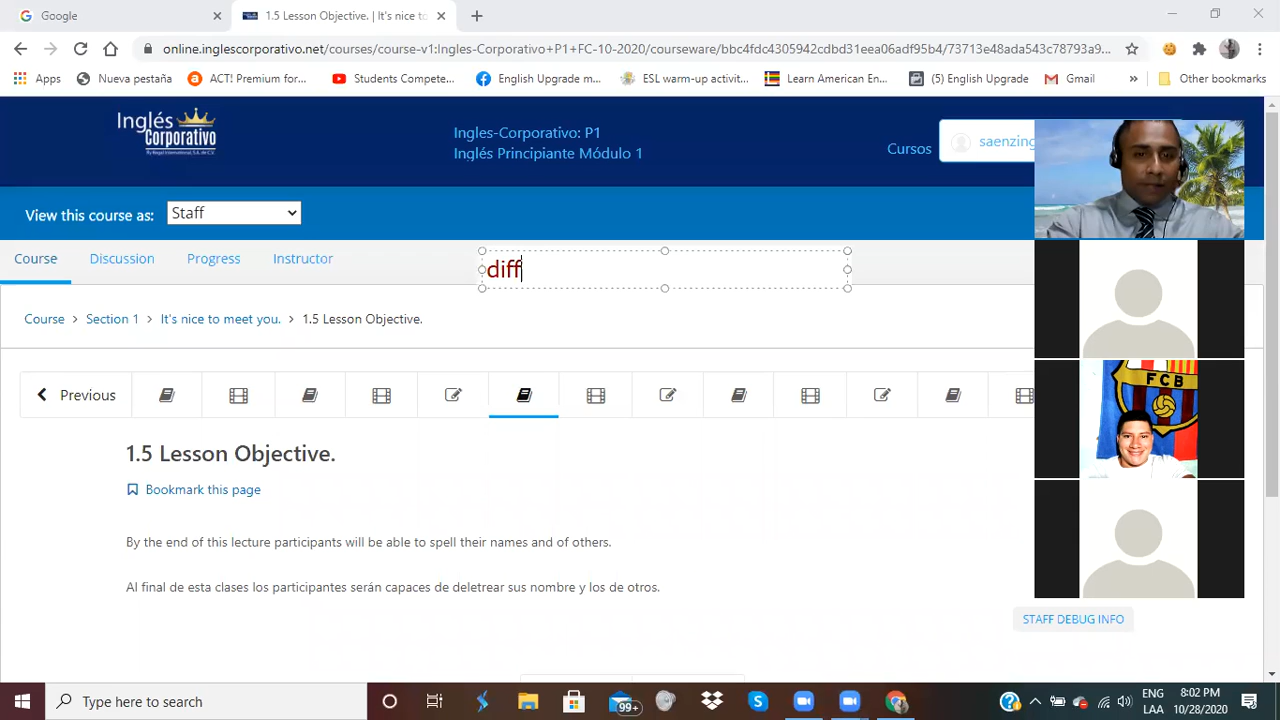 Google
1.5 Lesson Objective. | It's nice to
online.inglescorporativo.net/courses/course-v1:Ingles-Corporativo+P1+FC-10-2020/courseware/bbc4fdc4305942cdbd31eea06adf95b4/73713e48ada543c78793a9...
Apps
Nueva pestaña
ACT! Premium for...
Students Compete...
English Upgrade m...
ESL warm-up activit...
Learn American En...
(5) English Upgrade
Gmail
»
Other bookmarks
Inglés
Corporativo
Ingles-Corporativo: P1
Inglés Principiante Módulo 1
Cursos
saenzing
View this course as:
Staff
Course
Discussion
Progress
Instructor
diff
Course > Section 1 > It's nice to meet you. > 1.5 Lesson Objective.
Previous
FCB
1.5 Lesson Objective.
Bookmark this page
By the end of this lecture participants will be able to spell their names and of others.
Al final de esta clases los participantes serán capaces de deletrear sus nombre y los de otros.
STAFF DEBUG INFO
Type here to search
99+
ENG
LAA
8:02 PM
10/28/2020